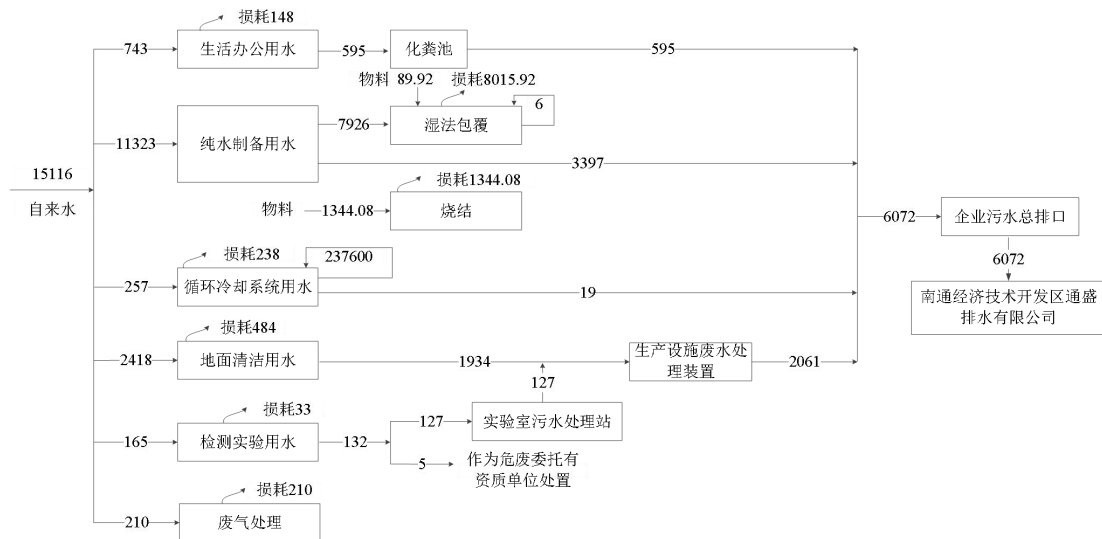 损耗148
743
生活办公用水
595
化粪池
595
物料 89.92
损耗8015.92
6
11323
纯水制备用水
7926
湿法包覆
3397
15116
自来水
损耗1344.08
物料
1344.08
烧结
6072
企业污水总排口
6072
南通经济技术开发区通盛
排水有限公司
损耗238
237600
257
循环冷却系统用水
19
损耗484
2418
地面清洁用水
1934
生产设施废水处
理装置
2061
127
损耗33
165
检测实验用水
132
127
实验室污水处理站
5
作为危废委托有
资质单位处置
损耗210
210
废气处理